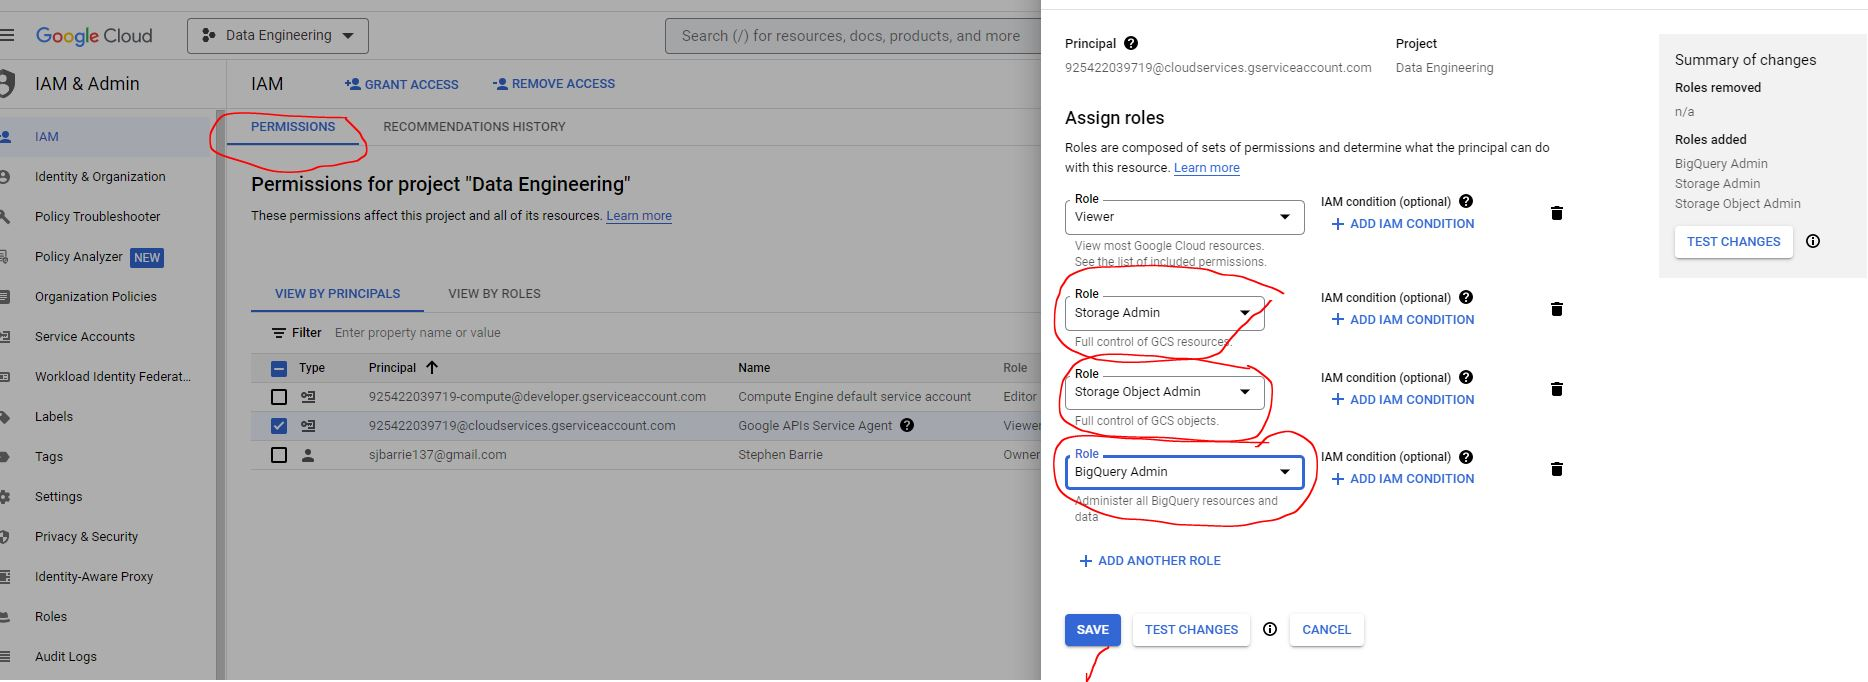 Google Cloud
Data Engineering
Search (/) for resources, docs, products, and more
IAM & Admin
IAM
Identity & Organization
Policy Troubleshooter
Policy Analyzer NEW
Organization Policies
Service Accounts
Workload Identity Federat...
Labels
Tags
Settings
Privacy & Security
Identity-Aware Proxy
Roles
Audit Logs
IAM
GRANT ACCESS
REMOVE ACCESS
PERMISSIONS
RECOMMENDATIONS HISTORY
Permissions for project "Data Engineering"
These permissions affect this project and all of its resources. Learn more
VIEW BY PRINCIPALS
VIEW BY ROLES
Filter Enter property name or value
Type Principal Name Role
925422039719-compute@developer.gserviceaccount.com Compute Engine default service account Editor
925422039719@cloudservices.gserviceaccount.com Google APIs Service Agent Viewer
sjbarrie137@gmail.com Stephen Barrie Owner
Principal
925422039719@cloudservices.gserviceaccount.com
Project
Data Engineering
Assign roles
Roles are composed of sets of permissions and determine what the principal can do
with this resource. Learn more
Role
Viewer
View most Google Cloud resources.
See the list of included permissions.
IAM condition (optional)
+ ADD IAM CONDITION
Role
Storage Admin
Full control of GCS resources.
IAM condition (optional)
+ ADD IAM CONDITION
Role
Storage Object Admin
Full control of GCS objects.
IAM condition (optional)
+ ADD IAM CONDITION
Role
BigQuery Admin
Administer all BigQuery resources and
data
IAM condition (optional)
+ ADD IAM CONDITION
+ ADD ANOTHER ROLE
SAVE
TEST CHANGES
CANCEL
Summary of changes
Roles removed
n/a
Roles added
BigQuery Admin
Storage Admin
Storage Object Admin
TEST CHANGES